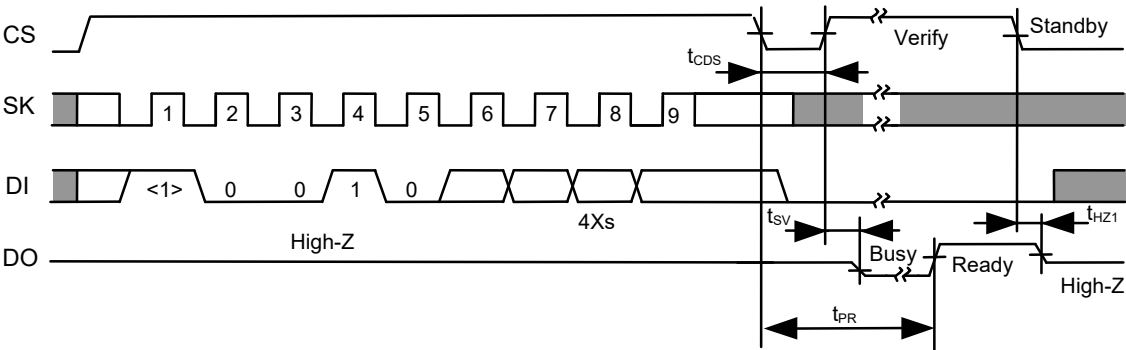 CS Verify Standby
tCDS
SK 1 2 3 4 5 6 7 8 9
DI <1> 0 0 1 0
4Xs tSV tHZ1
High-Z
DO Busy Ready
High-Z
tPR